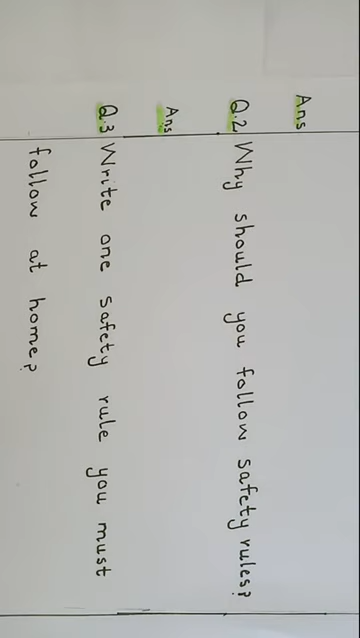 Ans
Q.2 Why should you follow safety rules?
Ans
Q.3 Write one safety rule you must
follow at home?